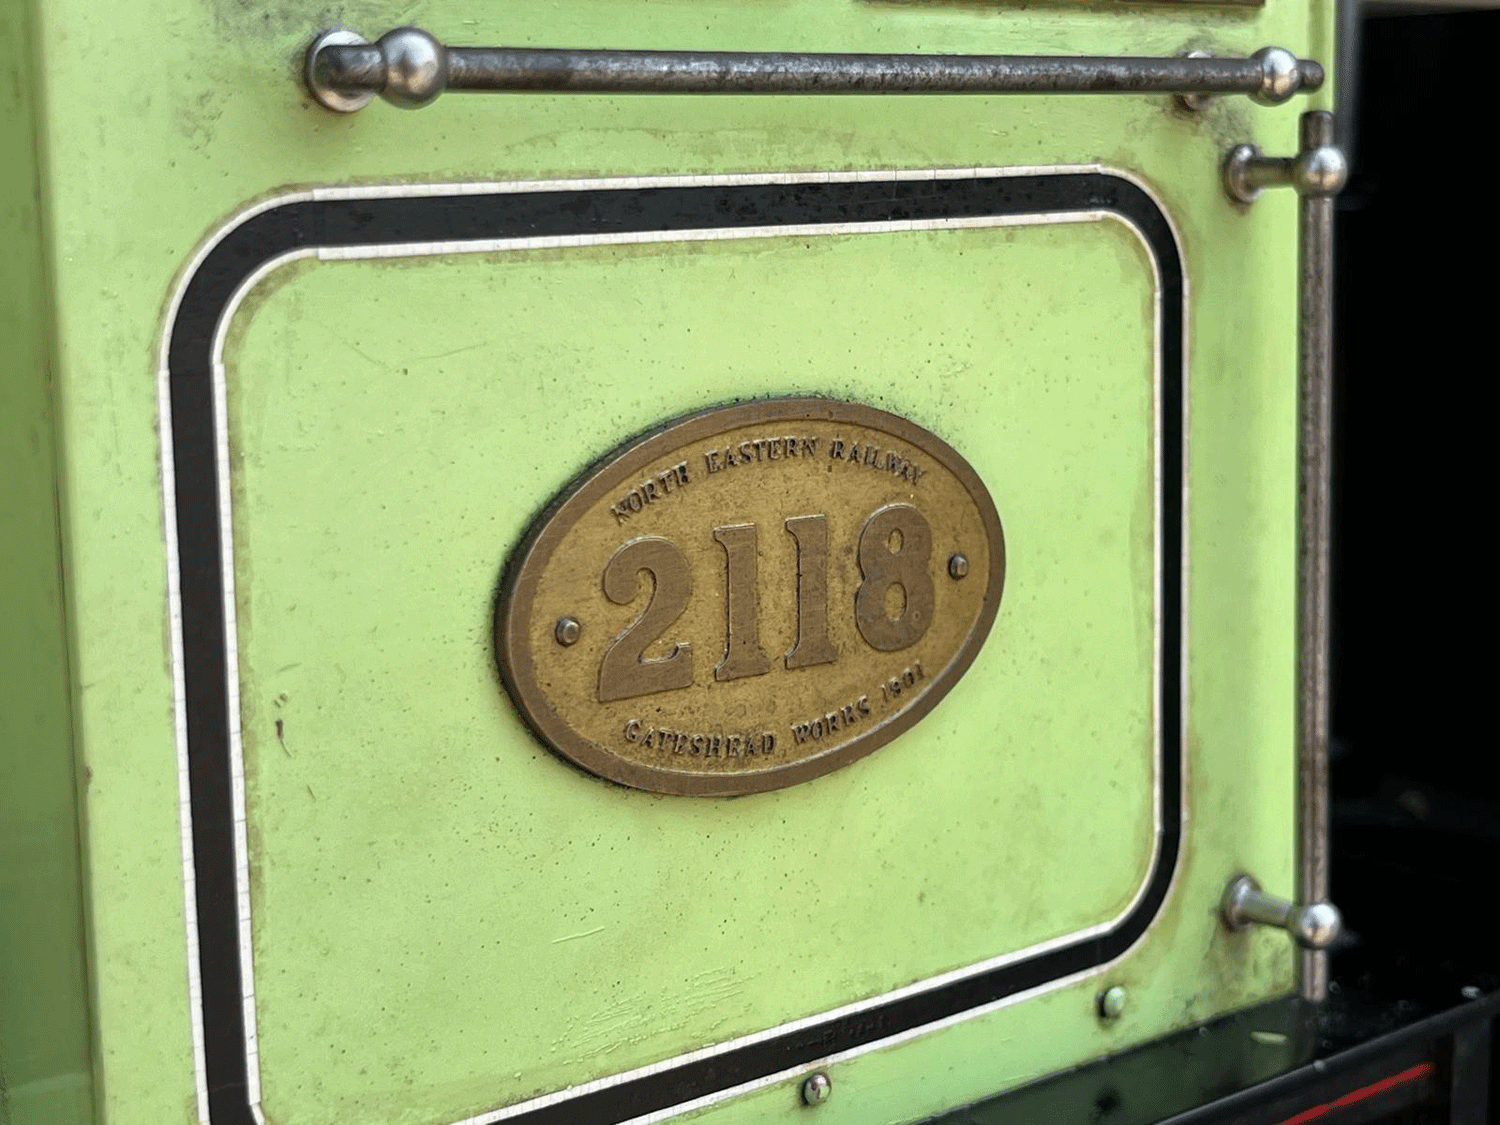 NORTH EASTERN RAILWAY
2118
GATESHEAD WORKS 1901